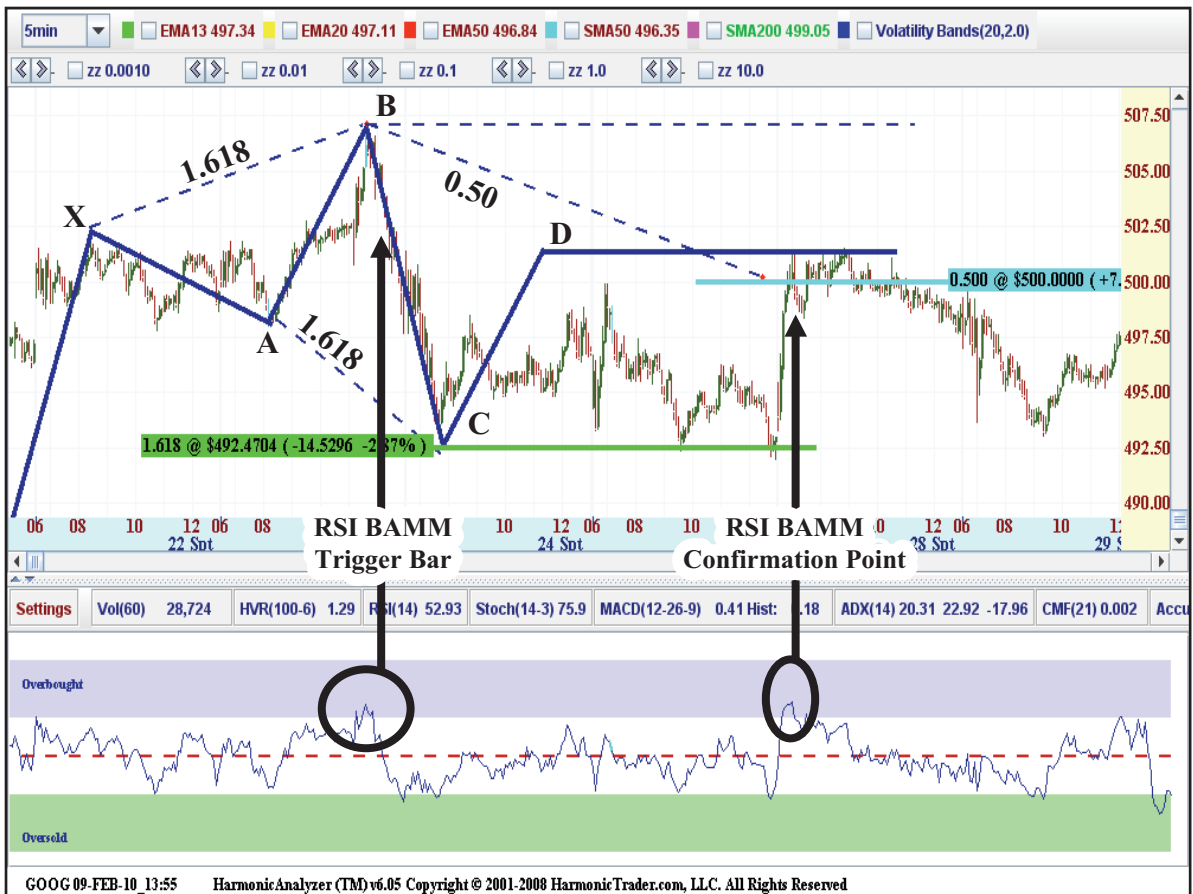 5min EMA13 497.34 EMA20 497.11 EMA50 496.84 SMA50 496.35 SMA200 499.05 Volatility Bands(20,2.0)
zz 0.0010 zz 0.01 zz 0.1 zz 1.0 zz 10.0
B
507.50
1.618
505.00
0.50
X
502.50
D
0.500 @ $500.0000 ( +7.
500.00
A
1.618
497.50
495.00
C
1.618 @ $492.4704 ( -14.5296 -2.87% )
492.50
490.00
06 08 10 12 06 08 10 12 06 08 10 0 12 06 08 10 1
22 Spt 24 Spt 28 Spt 29 S
RSI BAMM
Trigger Bar
RSI BAMM
Confirmation Point
Settings Vol(60) 28,724 HVR(100-6) 1.29 RSI(14) 52.93 Stoch(14-3) 75.9 MACD(12-26-9) 0.41 Hist: .18 ADX(14) 20.31 22.92 -17.96 CMF(21) 0.002 Accu
Overbought
Oversold
GOOG 09-FEB-10_13:55 HarmonicAnalyzer (TM) v6.05 Copyright © 2001-2008 HarmonicTrader.com, LLC. All Rights Reserved